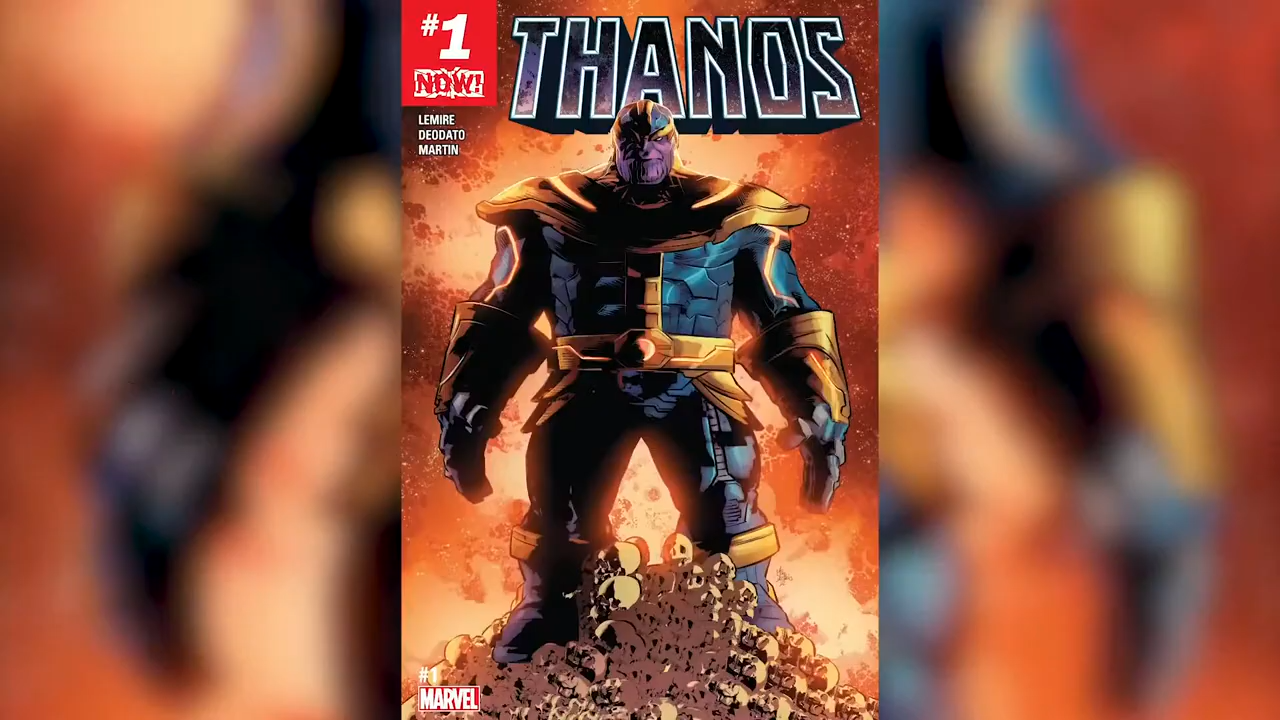 #1
NOW!
THANOS
LEMIRE
DEODATO
MARTIN
#1
MARVEL